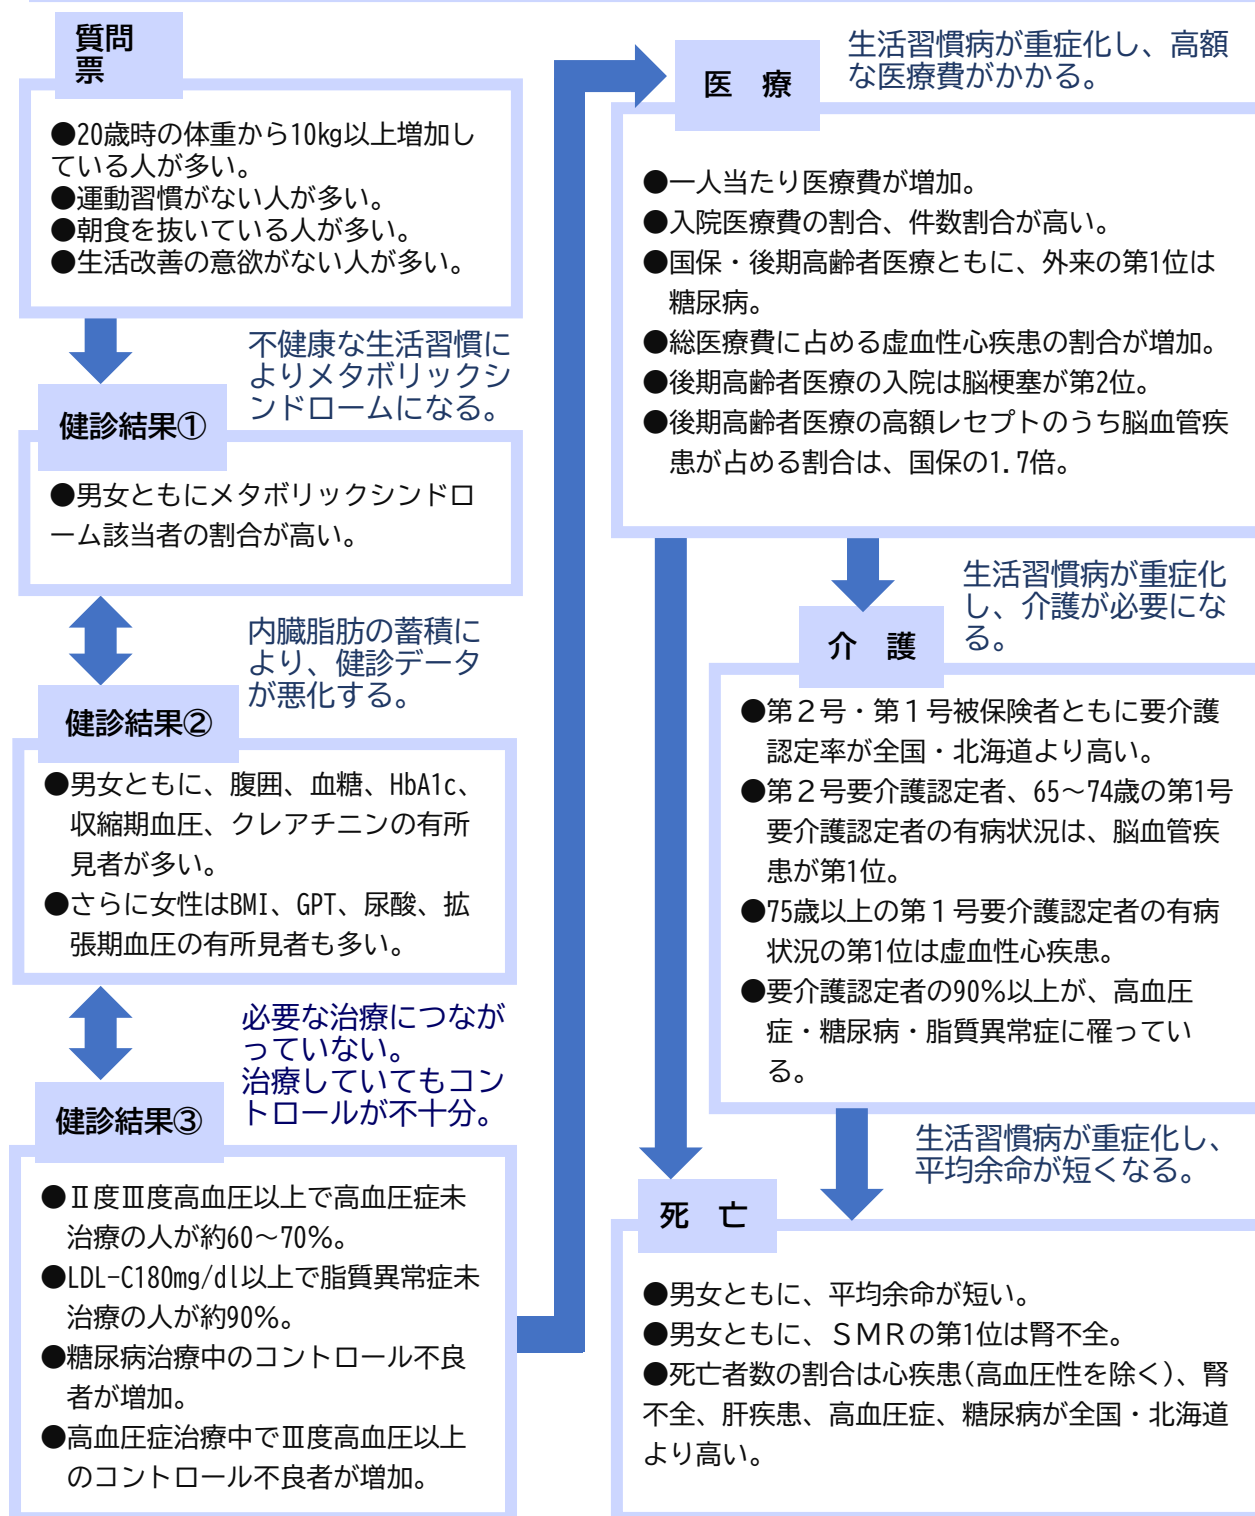 質問
票
●20歳時の体重から10kg以上増加し
ている人が多い。
●運動習慣がない人が多い。
●朝食を抜いている人が多い。
●生活改善の意欲がない人が多い。
不健康な生活習慣に
よりメタボリックシ
ンドロームになる。
健診結果①
●男女ともにメタボリックシンドロ
ーム該当者の割合が高い。
内臓脂肪の蓄積に
より、健診データ
が悪化する。
健診結果②
●男女ともに、腹囲、血糖、HbA1c、
収縮期血圧、クレアチニンの有所
見者が多い。
●さらに女性はBMI、GPT、尿酸、拡
張期血圧の有所見者も多い。
必要な治療につなが
っていない。
治療していてもコン
トロールが不十分。
健診結果③
●Ⅱ度Ⅲ度高血圧以上で高血圧症未
治療の人が約60～70%。
●LDL-C180mg/dl以上で脂質異常症未
治療の人が約90%。
●糖尿病治療中のコントロール不良
者が増加。
●高血圧症治療中でⅢ度高血圧以上
のコントロール不良者が増加。
医　療
生活習慣病が重症化し、高額
な医療費がかかる。
●一人当たり医療費が増加。
●入院医療費の割合、件数割合が高い。
●国保・後期高齢者医療ともに、外来の第1位は
糖尿病。
●総医療費に占める虚血性心疾患の割合が増加。
●後期高齢者医療の入院は脳梗塞が第2位。
●後期高齢者医療の高額レセプトのうち脳血管疾
患が占める割合は、国保の1.7倍。
生活習慣病が重症化
し、介護が必要にな
る。
介　護
●第２号・第１号被保険者ともに要介護
認定率が全国・北海道より高い。
●第２号要介護認定者、65～74歳の第1号
要介護認定者の有病状況は、脳血管疾
患が第1位。
●75歳以上の第１号要介護認定者の有病
状況の第1位は虚血性心疾患。
●要介護認定者の90%以上が、高血圧
症・糖尿病・脂質異常症に罹ってい
る。
生活習慣病が重症化し、
平均余命が短くなる。
死　亡
●男女ともに、平均余命が短い。
●男女ともに、ＳＭＲの第1位は腎不全。
●死亡者数の割合は心疾患(高血圧性を除く)、腎
不全、肝疾患、高血圧症、糖尿病が全国・北海道
より高い。